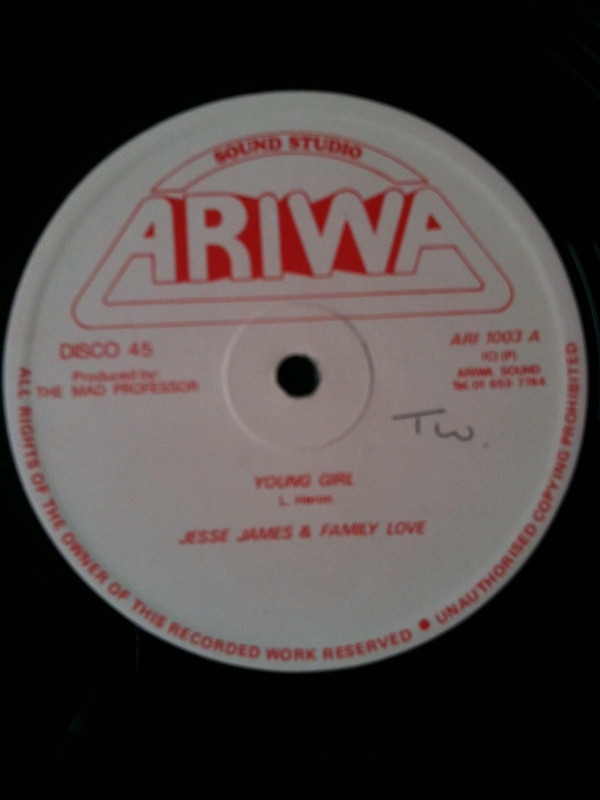 SOUND STUDIO
ARIWA
DISCO 45
Produced by:
THE MAD PROFESSOR
ARI 1003 A
(C) (P)
ARIWA SOUND
Tel. 01 653 7744
TW.
YOUNG GIRL
L. Heron
JESSE JAMES & FAMILY LOVE
ALL RIGHTS OF THE OWNER OF THIS RECORDED WORK RESERVED ● UNAUTHORISED COPYING PROHIBITED